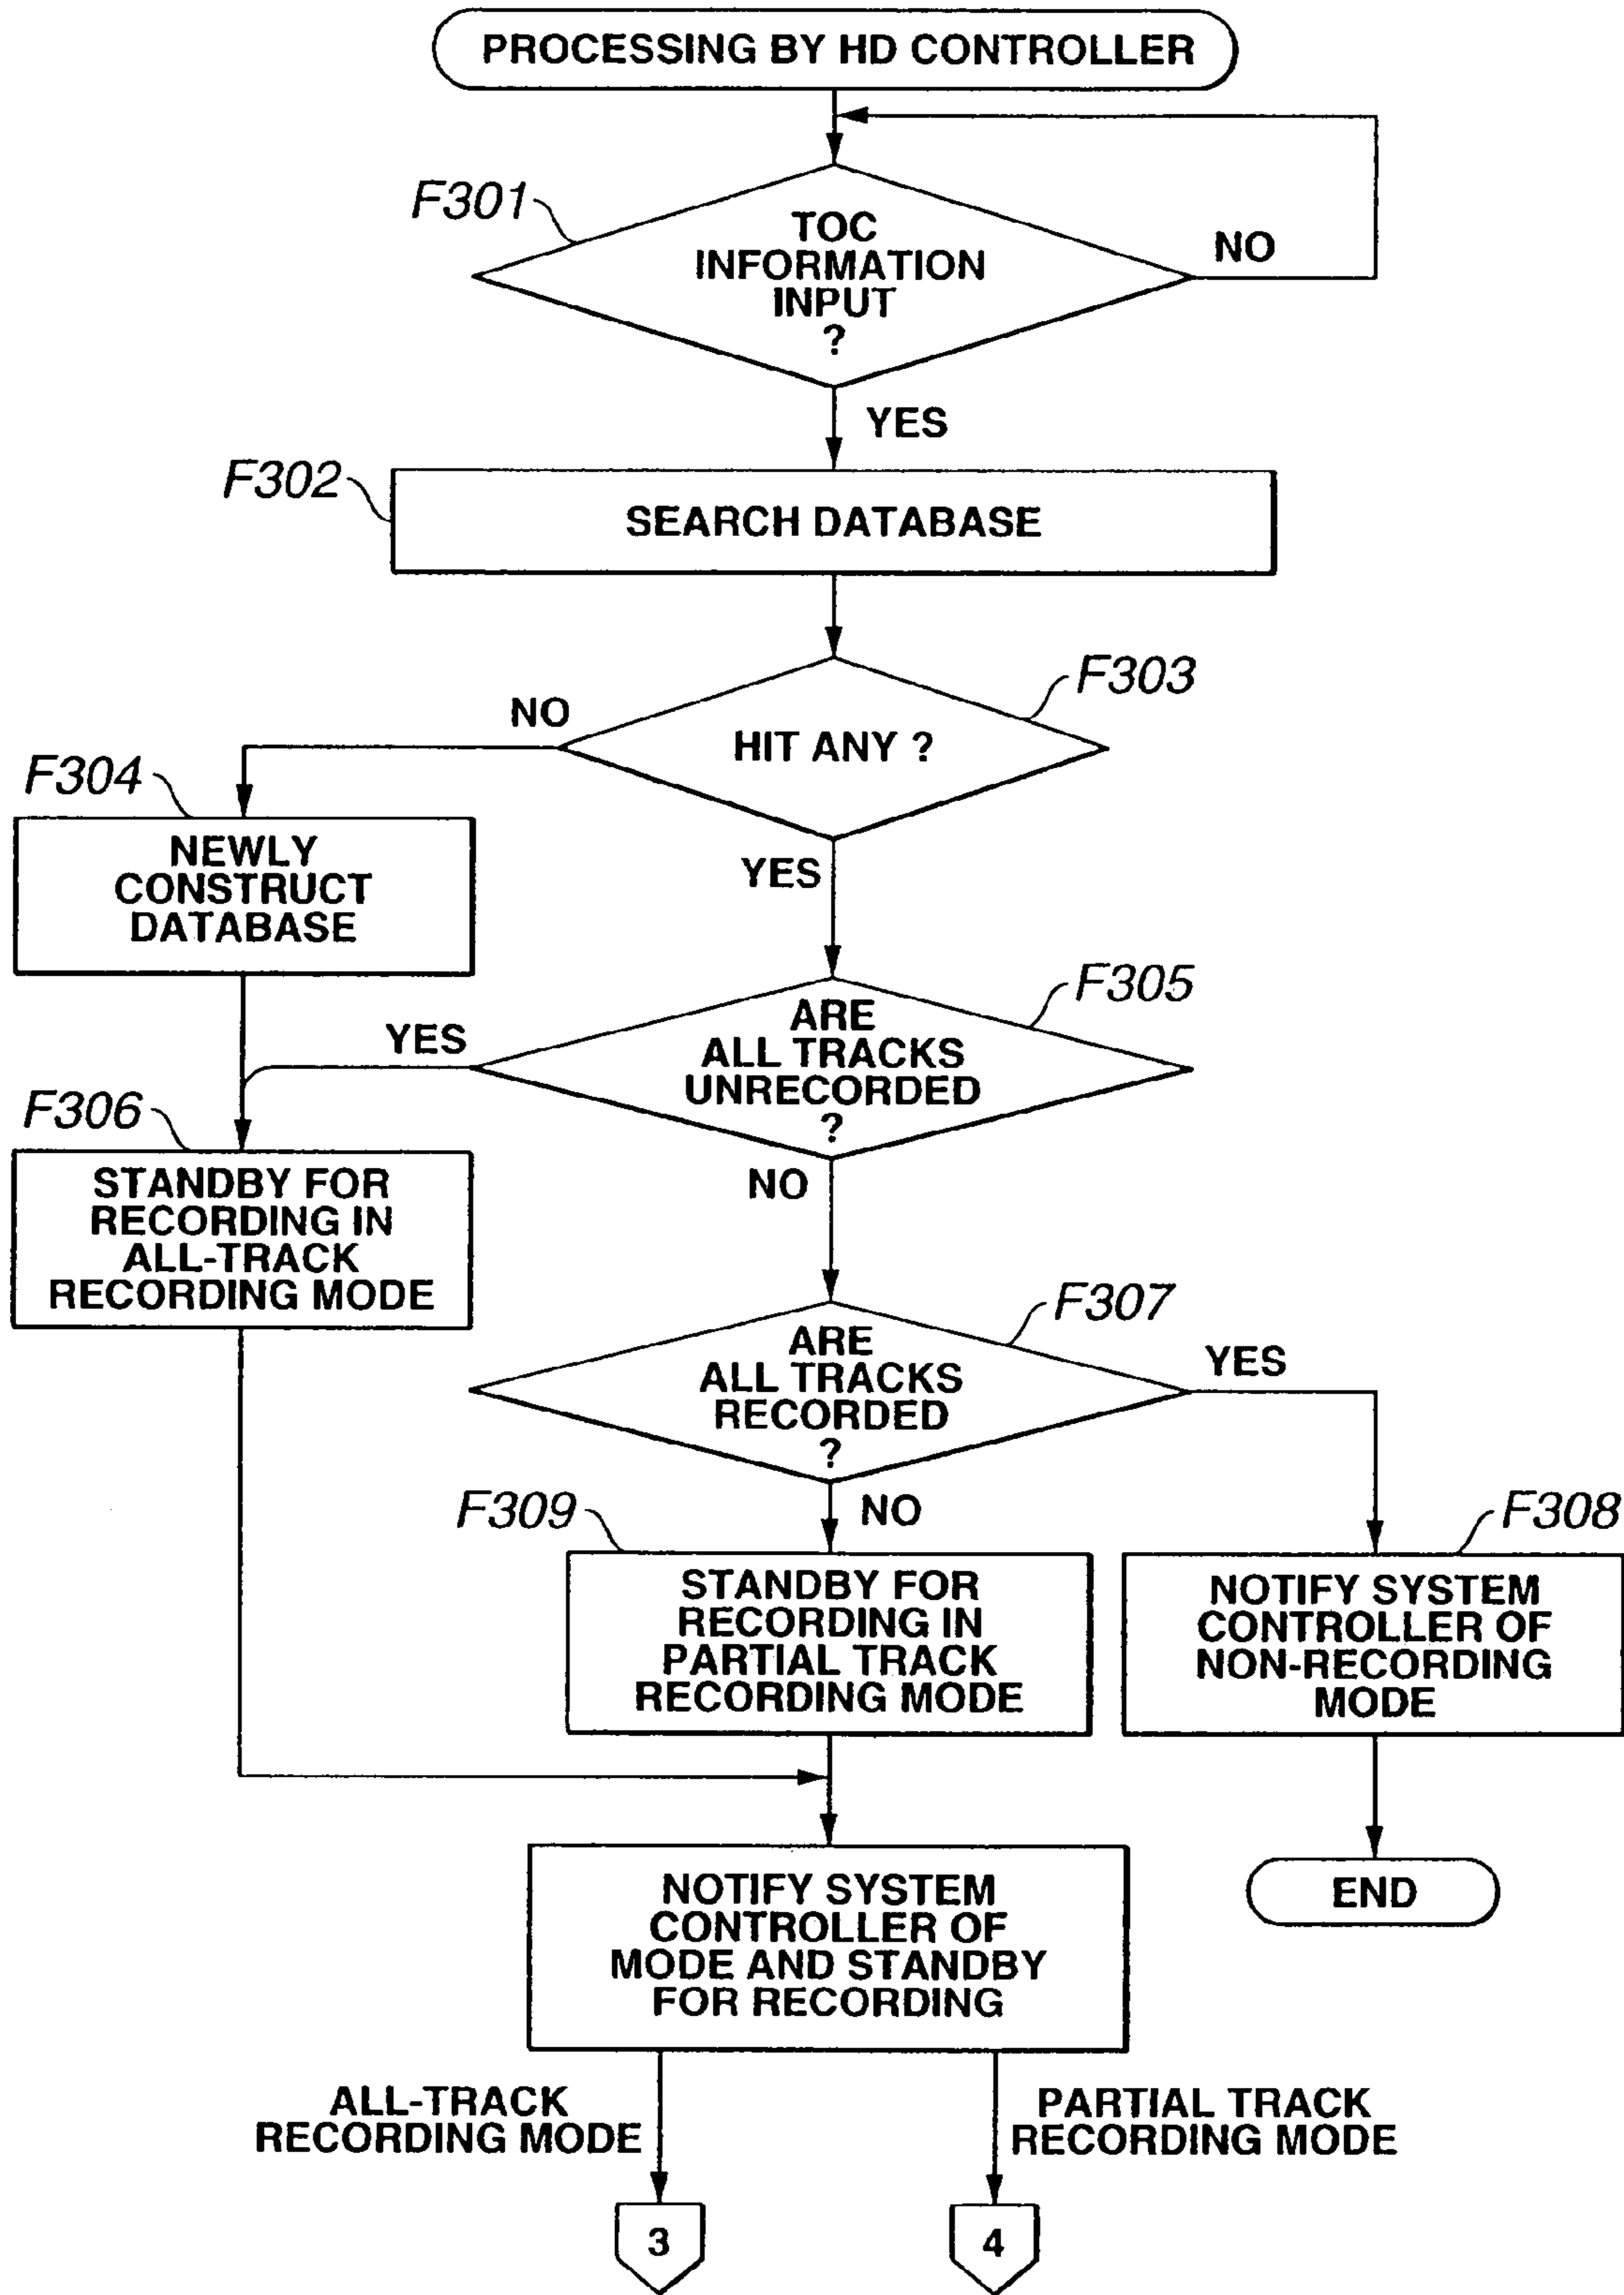 PROCESSING BY HD CONTROLLER
F301
TOC
INFORMATION
INPUT
?
NO
YES
F302
SEARCH DATABASE
F303
NO
HIT ANY ?
F304
NEWLY
CONSTRUCT
DATABASE
YES
F305
YES
ARE
ALL TRACKS
UNRECORDED
?
F306
STANDBY FOR
RECORDING IN
ALL-TRACK
RECORDING MODE
NO
F307
ARE
ALL TRACKS
RECORDED
?
YES
F309
NO
F308
STANDBY FOR
RECORDING IN
PARTIAL TRACK
RECORDING MODE
NOTIFY SYSTEM
CONTROLLER OF
NON-RECORDING
MODE
NOTIFY SYSTEM
CONTROLLER OF
MODE AND STANDBY
FOR RECORDING
END
ALL-TRACK
RECORDING MODE
PARTIAL TRACK
RECORDING MODE
3
4